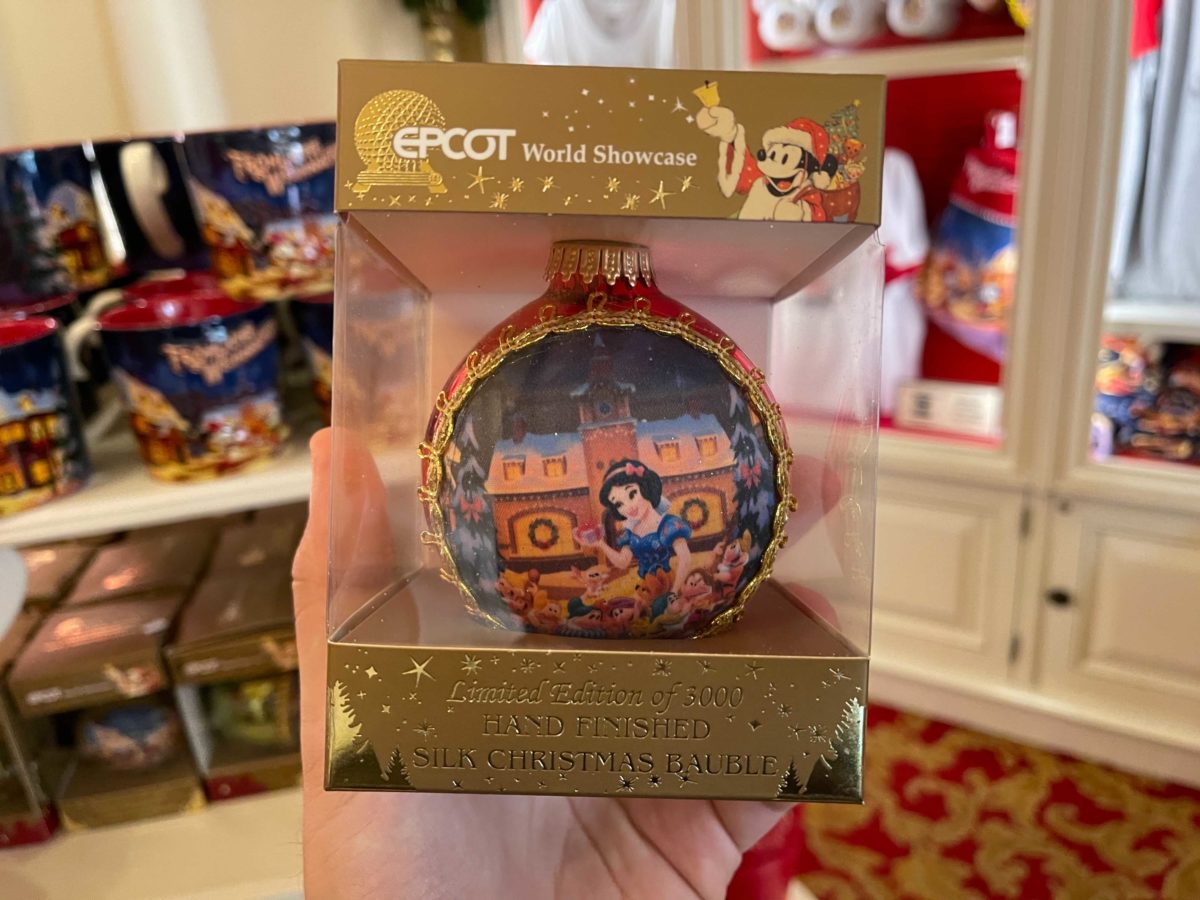 EPCOT World Showcase
Limited Edition of 3000
HAND FINISHED
SILK CHRISTMAS BAUBLE